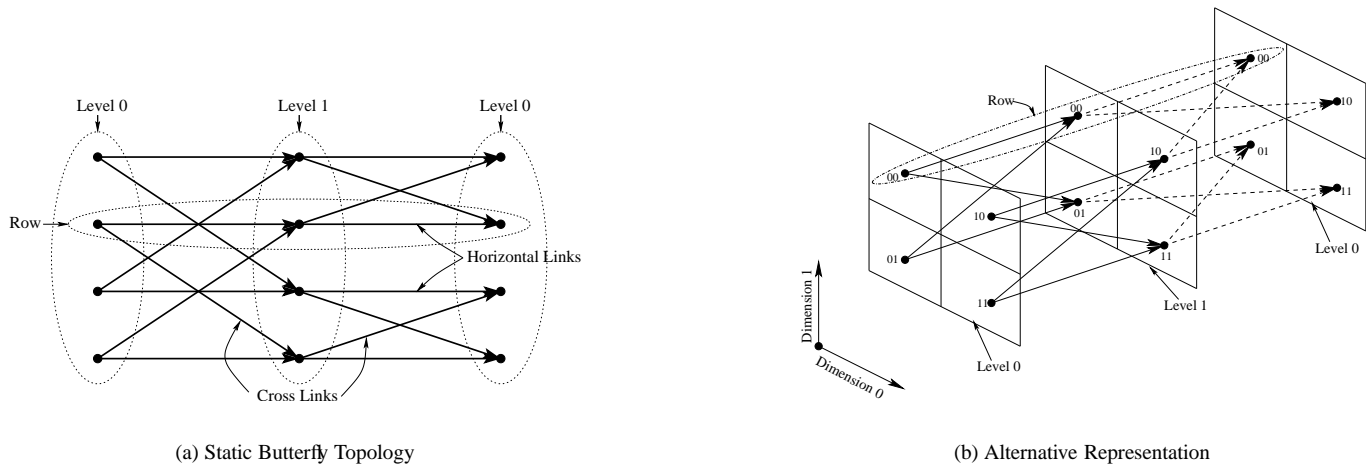 Level 0
Level 1
Level 0
Row
Horizontal Links
Cross Links
(a) Static Butterfly Topology
Row
00
10
01
11
00
10
01
11
00
10
01
11
Level 0
Level 1
Level 0
Dimension 1
Dimension 0
(b) Alternative Representation